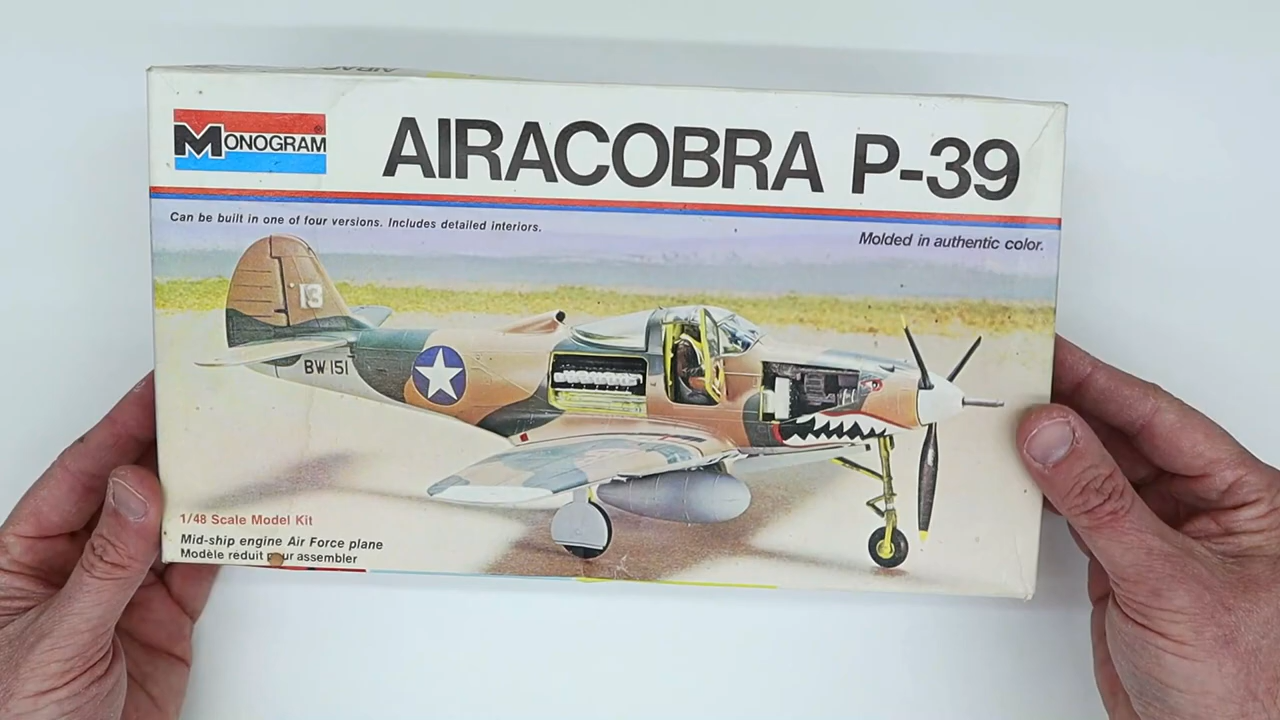 MONOGRAM®
AIRACOBRA P-39
Can be built in one of four versions. Includes detailed interiors.
Molded in authentic color.
13
BW 151
1/48 Scale Model Kit
Mid-ship engine Air Force plane
Modèle réduit pour assembler